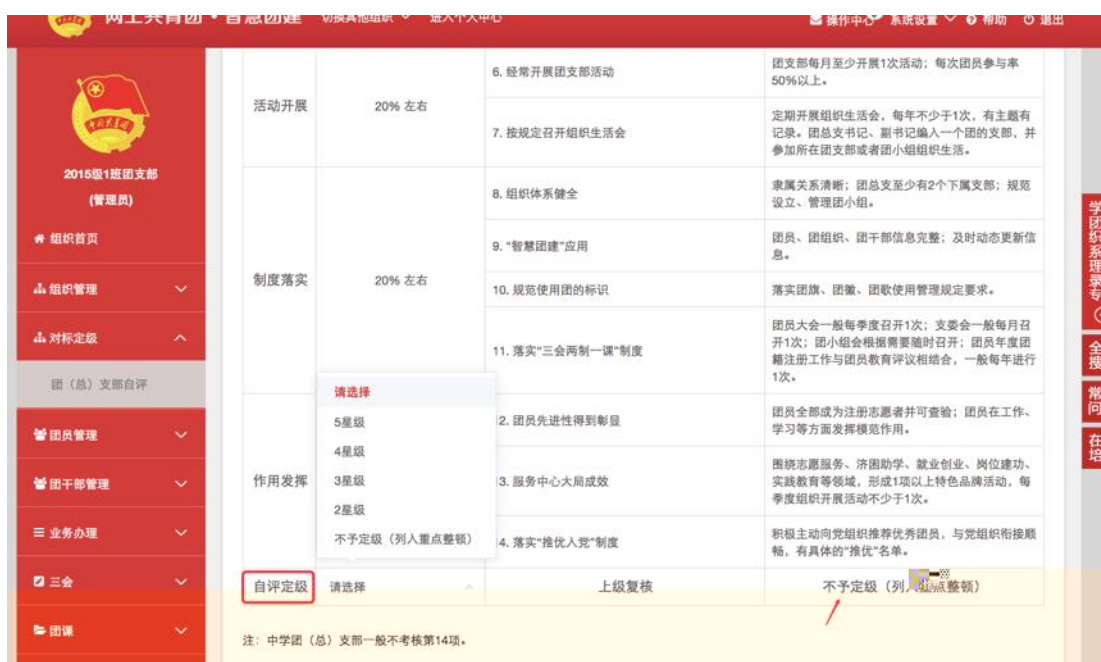 网上共青团·智慧团建 切换其他组织 进入个人中心 操作中心 系统设置 帮助 退出
2015级1班团支部
(管理员)
组织首页
组织管理
对标定级
团（总）支部自评
团员管理
团干部管理
业务办理
三会
团课
活动开展
20% 左右
6. 经常开展团支部活动
团支部每月至少开展1次活动；每次团员参与率
50%以上。
7. 按规定召开组织生活会
定期开展组织生活会，每年不少于1次，有主题有
记录。团总支书记、副书记编入一个团的支部，并
参加所在团支部或者团小组组织生活。
制度落实
20% 左右
8. 组织体系健全
隶属关系清晰；团总支至少有2个下属支部；规范
设立、管理团小组。
9. “智慧团建”应用
团员、团组织、团干部信息完整；及时动态更新信
息。
10. 规范使用团的标识
落实团旗、团徽、团歌使用管理规定要求。
11. 落实“三会两制一课”制度
团员大会一般每季度召开1次；支委会一般每月召
开1次；团小组会根据需要随时召开；团员年度团
籍注册工作与团员教育评议相结合，一般每年进行
1次。
作用发挥
请选择
5星级
4星级
3星级
2星级
不予定级（列入重点整顿）
2. 团员先进性得到彰显
团员全部成为注册志愿者并可查验；团员在工作、
学习等方面发挥模范作用。
3. 服务中心大局成效
围绕志愿服务、济困助学、就业创业、岗位建功、
实践教育等领域，形成1项以上特色品牌活动，每
季度组织开展活动不少于1次。
4. 落实“推优入党”制度
积极主动向党组织推荐优秀团员，与党组织衔接顺
畅，有具体的“推优”名单。
自评定级
请选择
上级复核
不予定级（列入重点整顿）
注：中学团（总）支部一般不考核第14项。
学
团
织
系
理
录
专
全
搜
常
问
在
培